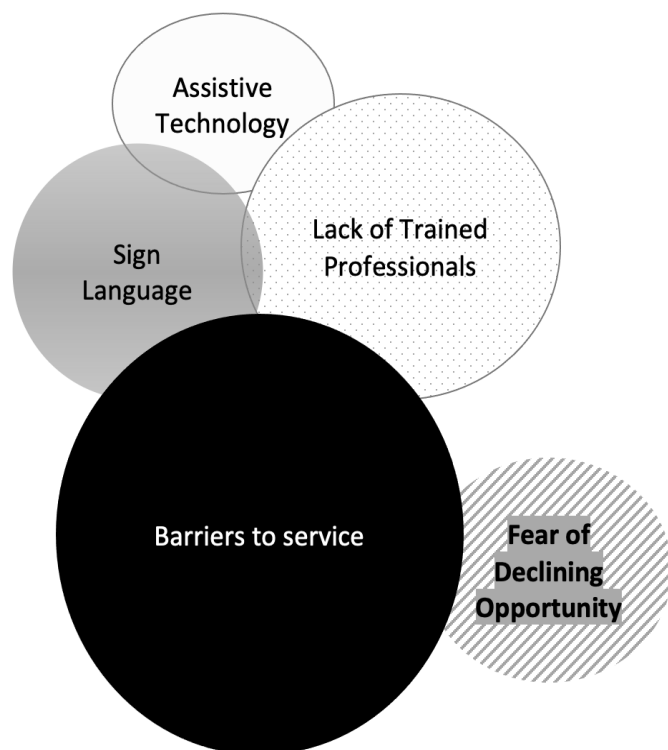 Assistive
Technology
Lack of Trained
Professionals
Sign
Language
Barriers to service
Fear of
Declining
Opportunity